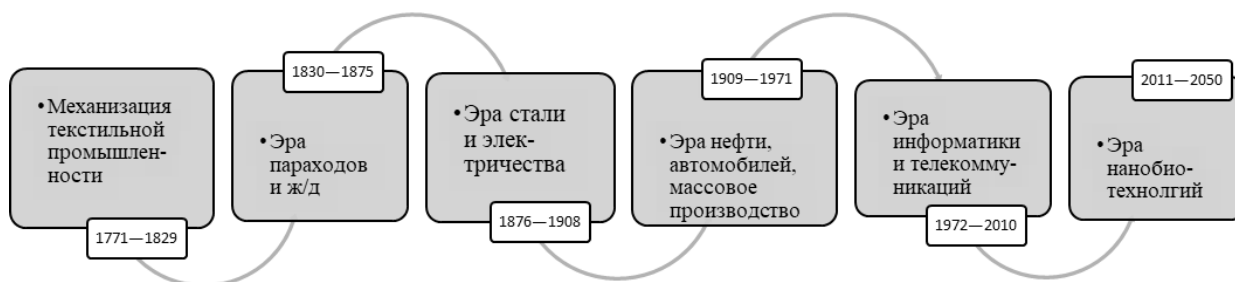 • Механизация
текстильной
промышлен-
ности
1771—1829
1830—1875
• Эра
параходов
и ж/д
• Эра стали
и элек-
тричества
1876—1908
1909—1971
• Эра нефти,
автомобилей,
массовое
производство
• Эра
информатики
и телекомму-
никаций
1972—2010
2011—2050
• Эра
нанобио-
технолгий